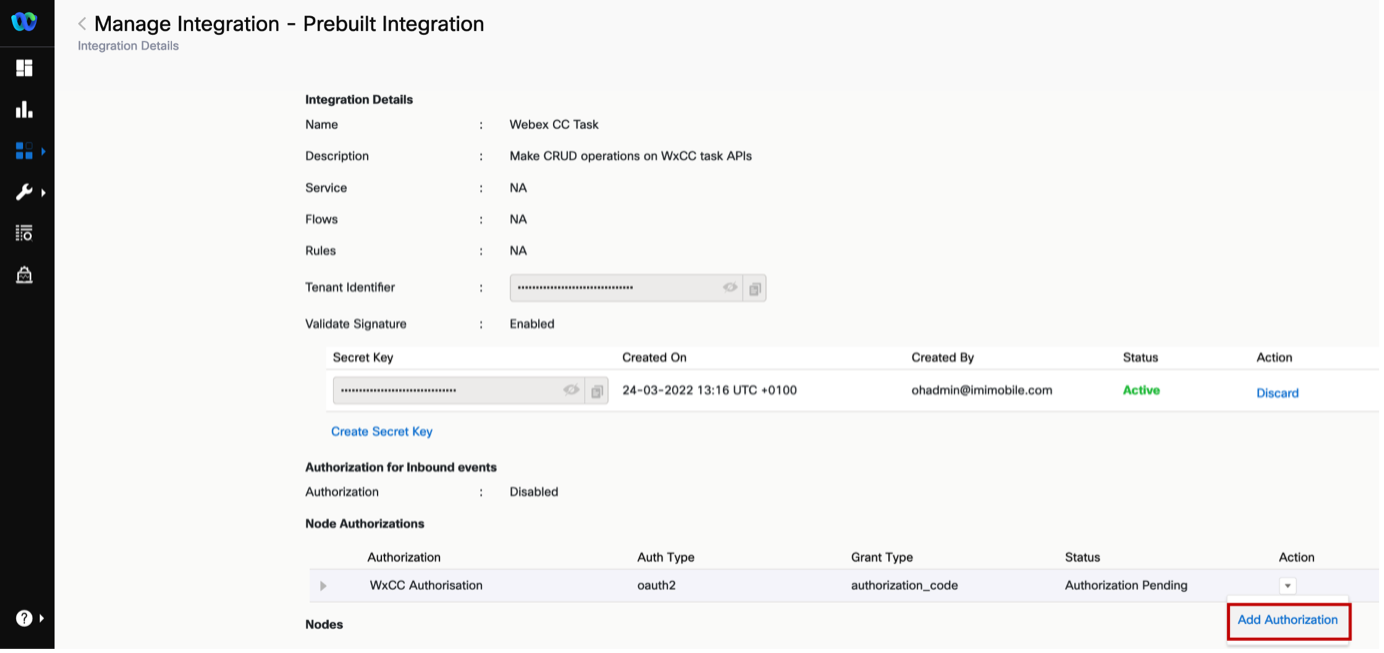 Manage Integration - Prebuilt Integration
Integration Details
Integration Details
Name : Webex CC Task
Description : Make CRUD operations on WxCC task APIs
Service : NA
Flows : NA
Rules : NA
Tenant Identifier : ••••••••••••••••••••••••••••••••
Validate Signature : Enabled
Secret Key Created On Created By Status Action
•••••••••••••••••••••••••••••••• 24-03-2022 13:16 UTC +0100 ohadmin@imimobile.com Active Discard
Create Secret Key
Authorization for Inbound events
Authorization : Disabled
Node Authorizations
Authorization Auth Type Grant Type Status Action
WxCC Authorisation oauth2 authorization_code Authorization Pending
Add Authorization
Nodes